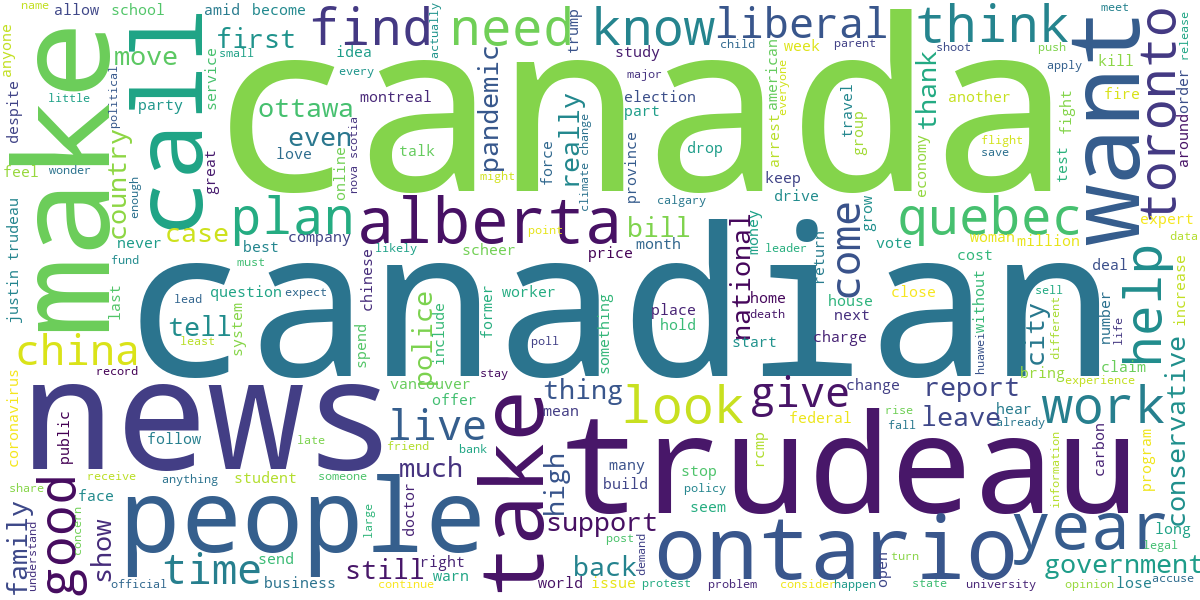 name
allow
school
amid
become
find
need
know
liberal
trump
think
want
toronto
meet
release
anyone
move
first
call
make
canada
small
idea
actually
study
child
parent
week
american
shoot
push
apply
kill
fire
despite
little
political
party
service
every
montreal
pandemic
major
election
part
really
everyone
arrest
travel
group
another
thank
fight
test
ottawa
even
love
talk
online
force
climate change
province
drop
economy
flight
save
aroundorder
feel
wonder
enough
country
great
might
keep
drive
justin trudeau
never
case
best
fund
last
plan
company
alberta
point
bill
calgary
month
scheer
likely
price
nova scotia
grow
vote
quebec
woman
million
expert
data
cost
deal
come
national
money
leader
return
must
question
lead
expect
system
least
canadian
chinese
tell
police
include
former
worker
something
place
hold
home
death
house
next
close
start
charge
huaweiwithout
sell
city
different
number
life
help
increase
china
record
spend
poll
stay
bring
claim
experience
conservative
news
coronavirus
public
follow
late
vancouver
offer
live
friend
bank
thing
mean
look
give
change
federal
report
leave
rise
fall
hear
already
work
carbon
program
trudeau
take
much
high
many
build
stop
policy
seem
rcmp
information
share
receive
anything
student
someone
people
doctor
large
good
face
concern
show
family
understand
time
send
official
business
still
right
warn
continue
support
post
back
demand
world
issue
protest
problem
ontario
consider
happen
open
turn
state
university
year
government
long
legal
opinion
lose
accuse